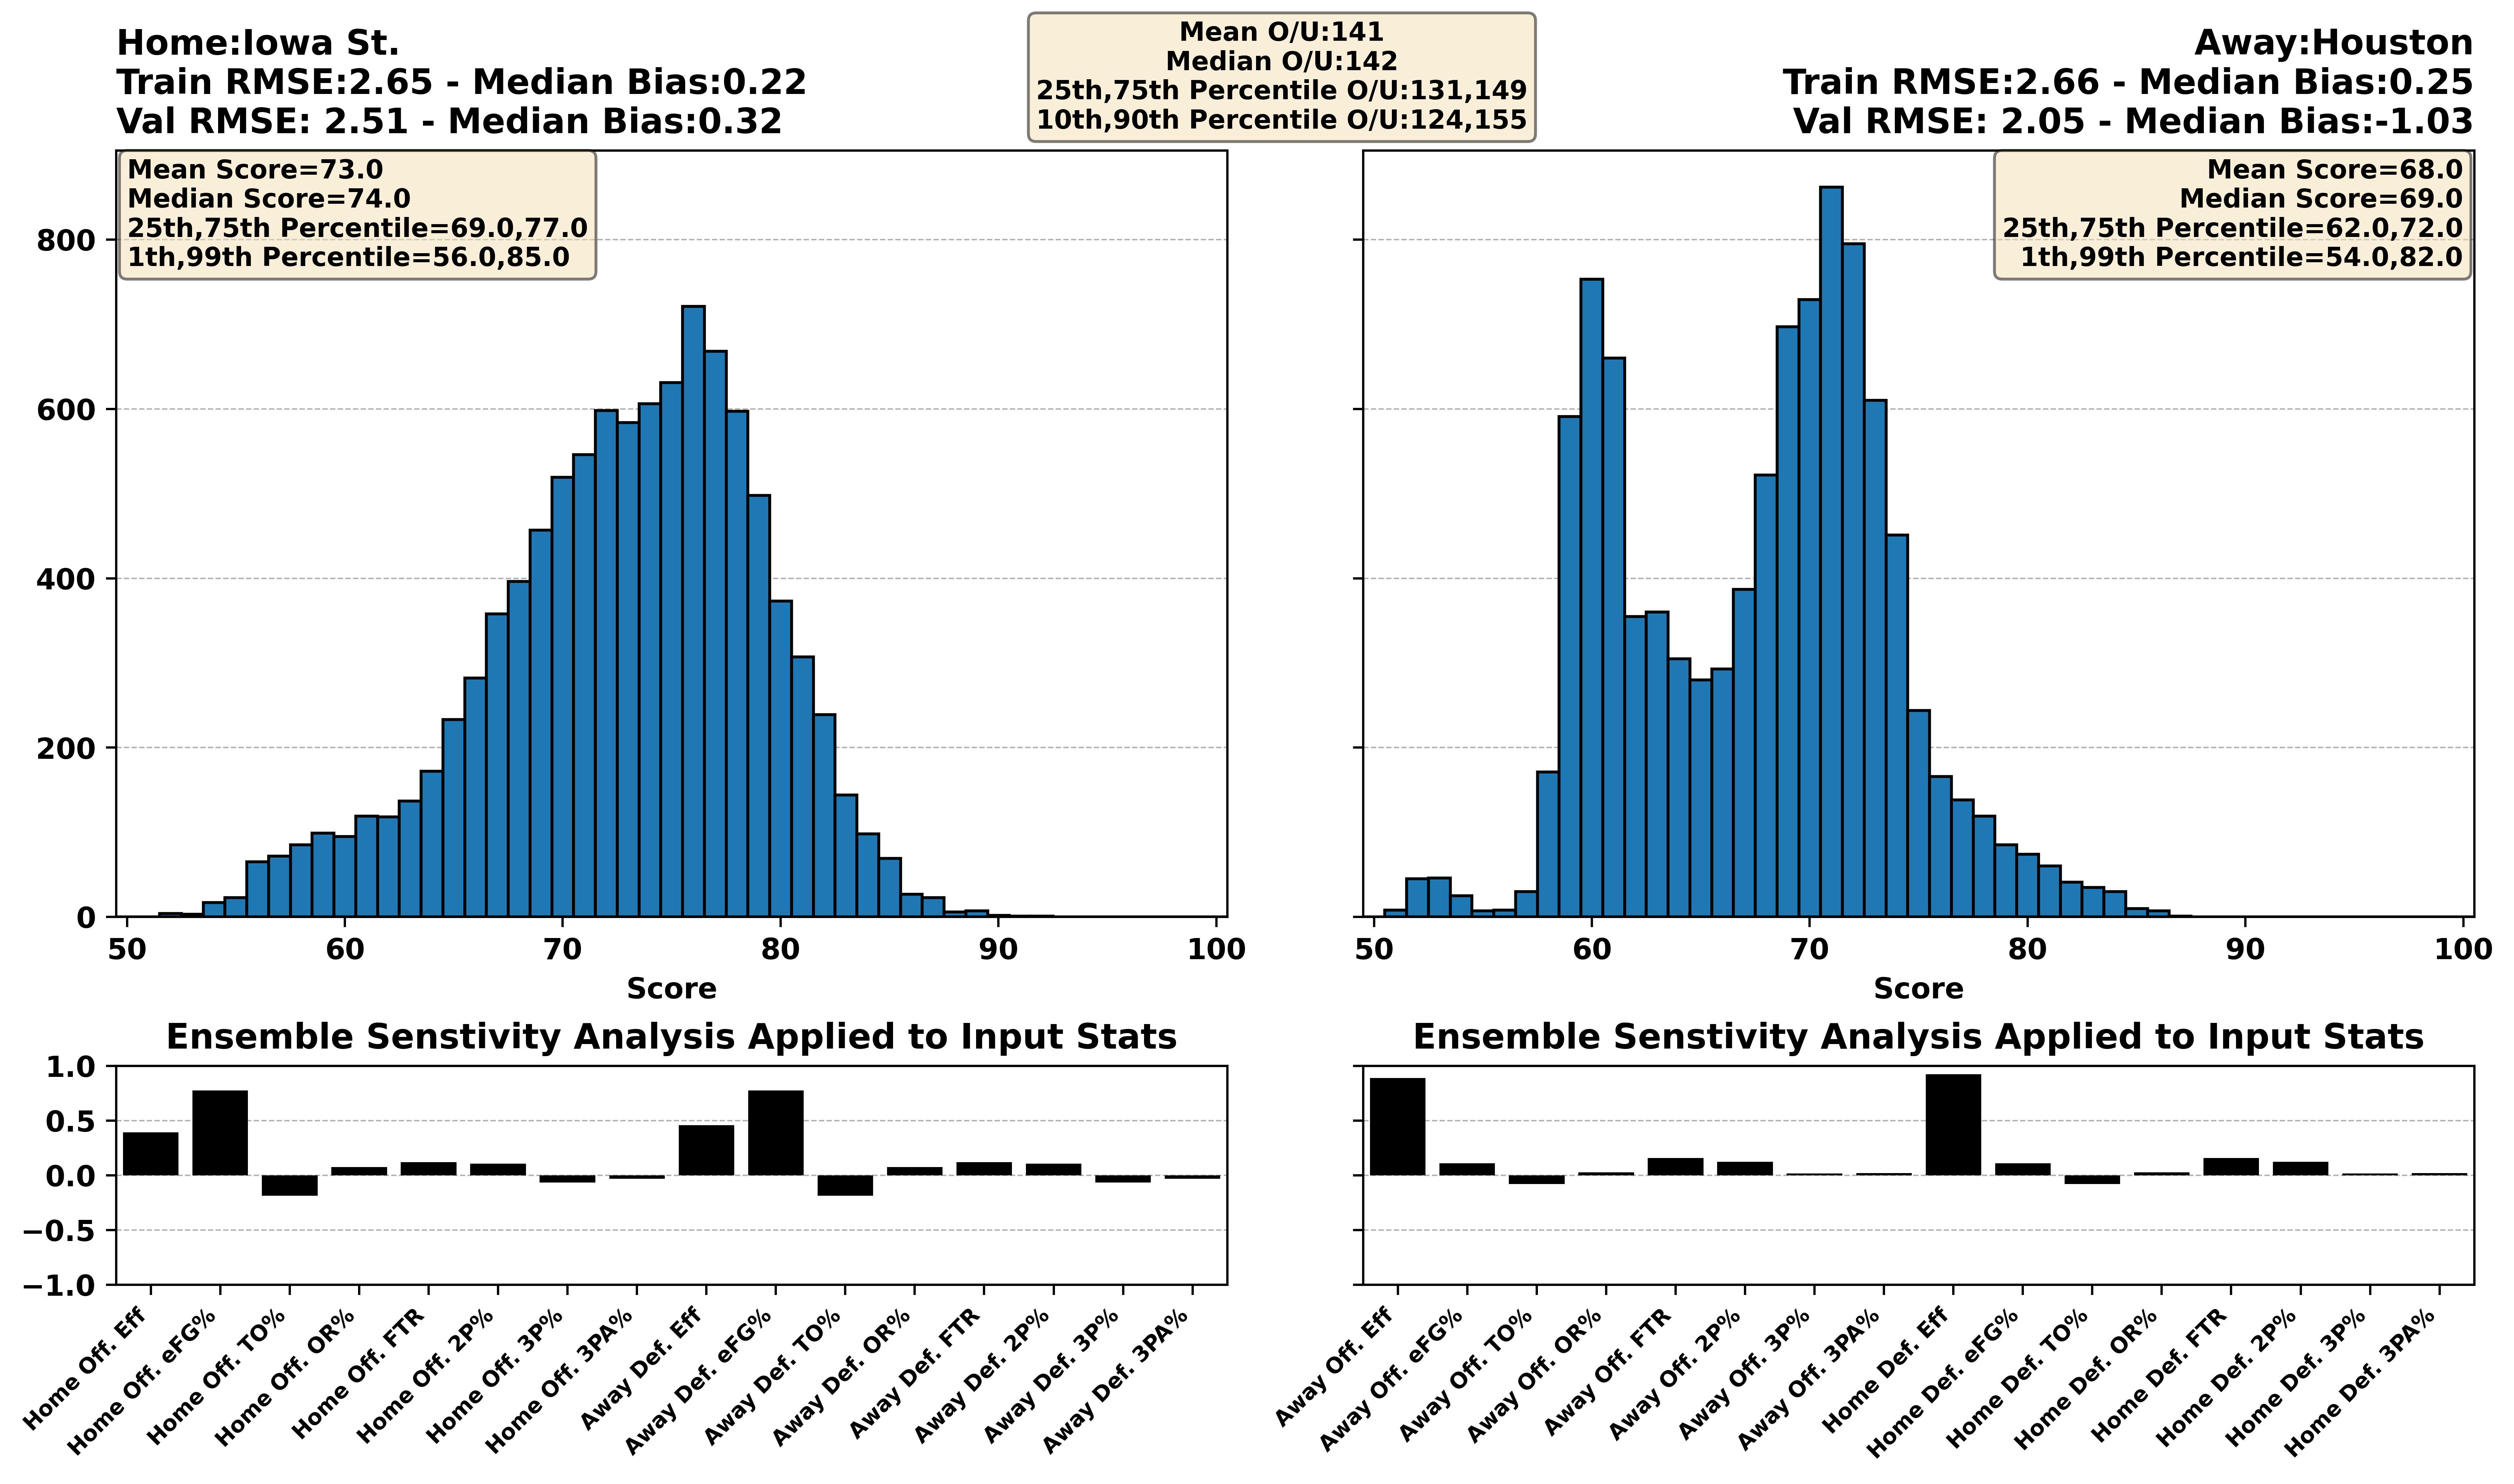 Mean O/U:141
Median O/U:142
25th,75th Percentile O/U:131,149
10th,90th Percentile O/U:124,155
Home:Iowa St.
Train RMSE:2.65 - Median Bias:0.22
Val RMSE: 2.51 - Median Bias:0.32
Away:Houston
Train RMSE:2.66 - Median Bias:0.25
Val RMSE: 2.05 - Median Bias:-1.03
Mean Score=73.0
Median Score=74.0
25th,75th Percentile=69.0,77.0
1th,99th Percentile=56.0,85.0
Mean Score=68.0
Median Score=69.0
25th,75th Percentile=62.0,72.0
1th,99th Percentile=54.0,82.0
800
600
400
200
0
50 60 70 80 90 100
Score
50 60 70 80 90 100
Score
Ensemble Senstivity Analysis Applied to Input Stats
Ensemble Senstivity Analysis Applied to Input Stats
1.0
0.5
0.0
−0.5
−1.0
Home Off. Eff
Home Off. eFG%
Home Off. TO%
Home Off. OR%
Home Off. FTR
Home Off. 2P%
Home Off. 3P%
Home Off. 3PA%
Away Def. Eff
Away Def. eFG%
Away Def. TO%
Away Def. OR%
Away Def. FTR
Away Def. 2P%
Away Def. 3P%
Away Def. 3PA%
Away Off. Eff
Away Off. eFG%
Away Off. TO%
Away Off. OR%
Away Off. FTR
Away Off. 2P%
Away Off. 3P%
Away Off. 3PA%
Home Def. Eff
Home Def. eFG%
Home Def. TO%
Home Def. OR%
Home Def. FTR
Home Def. 2P%
Home Def. 3P%
Home Def. 3PA%